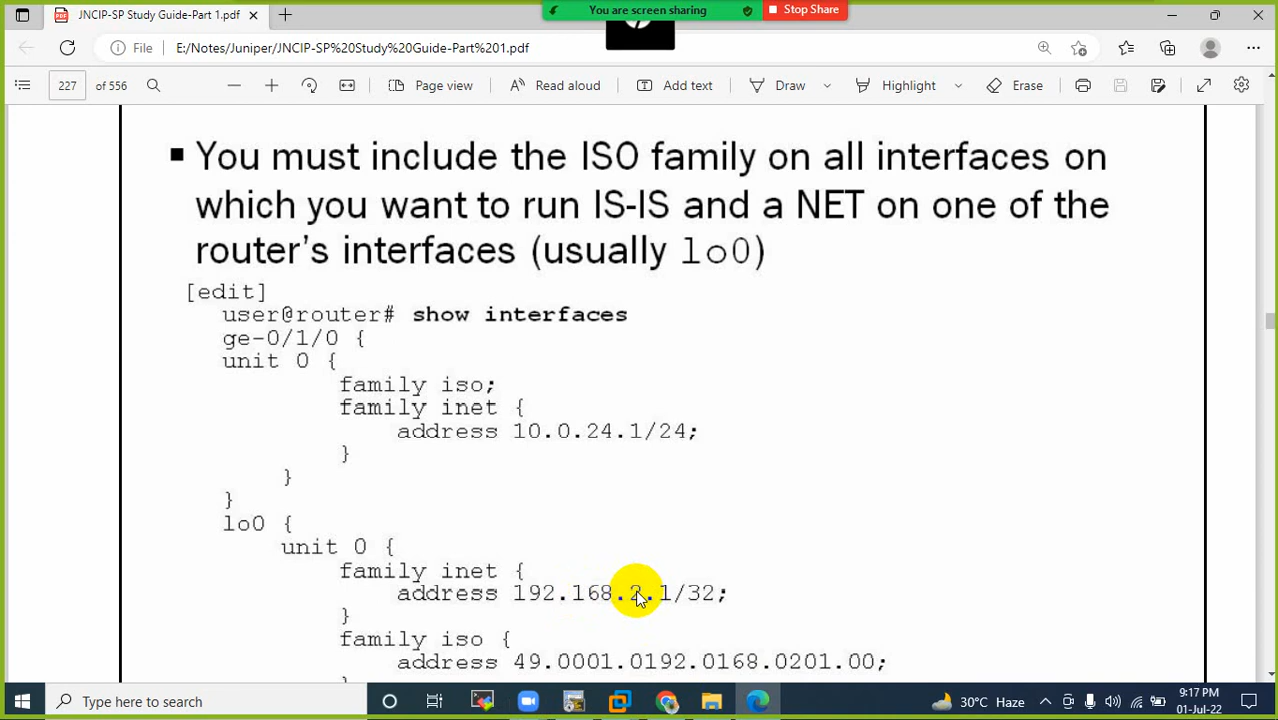 JNCIP-SP Study Guide-Part 1.pdf
You are screen sharing
Stop Share
File
E:/Notes/Juniper/JNCIP-SP%20Study%20Guide-Part%201.pdf
227 of 556
Page view
Read aloud
Add text
Draw
Highlight
Erase
■ You must include the ISO family on all interfaces on
which you want to run IS-IS and a NET on one of the
router's interfaces (usually lo0)
[edit]
user@router# show interfaces
ge-0/1/0 {
unit 0 {
family iso;
family inet {
address 10.0.24.1/24;
}
}
}
lo0 {
unit 0 {
family inet {
address 192.168.2.1/32;
}
family iso {
address 49.0001.0192.0168.0201.00;
}
Type here to search
30°C Haze
9:17 PM
01-Jul-22